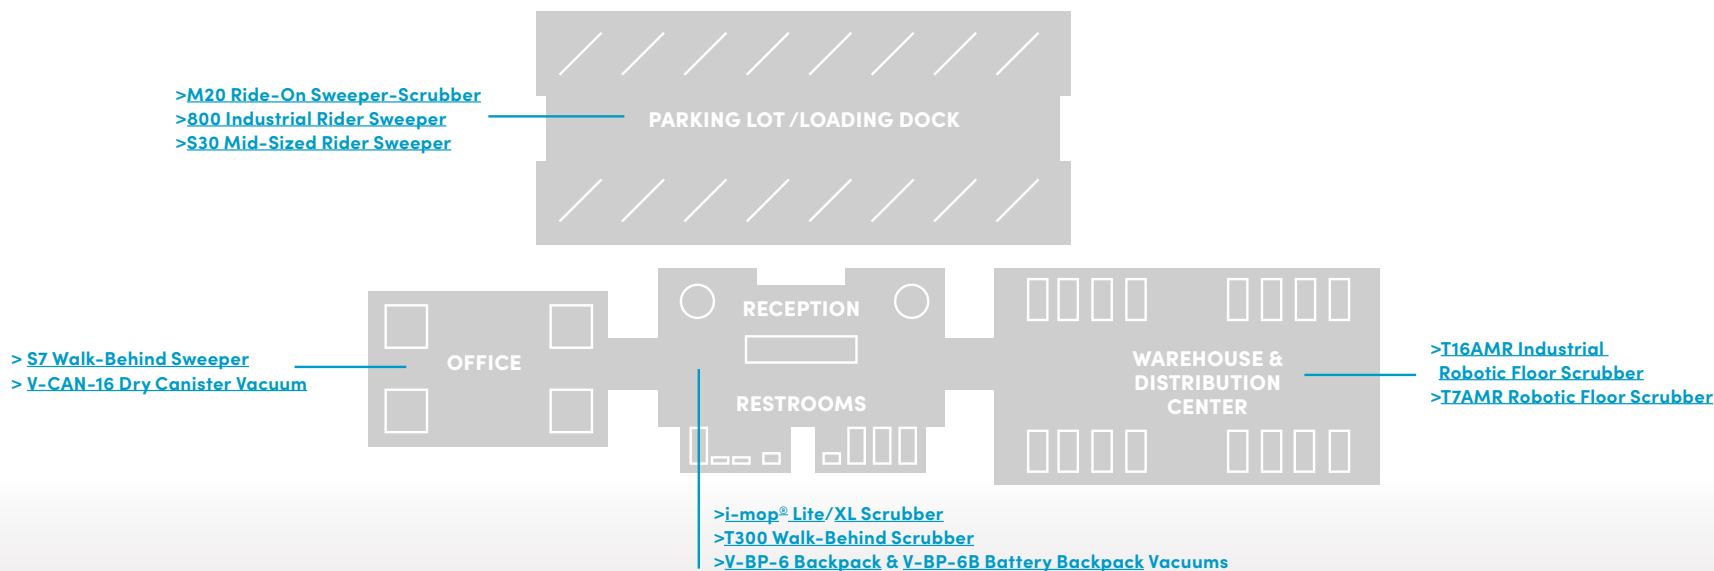 >M20 Ride-On Sweeper-Scrubber
>800 Industrial Rider Sweeper
>S30 Mid-Sized Rider Sweeper
PARKING LOT /LOADING DOCK
> S7 Walk-Behind Sweeper
> V-CAN-16 Dry Canister Vacuum
OFFICE
RECEPTION
RESTROOMS
WAREHOUSE &
DISTRIBUTION
CENTER
>T16AMR Industrial
Robotic Floor Scrubber
>T7AMR Robotic Floor Scrubber
>i-mop® Lite/XL Scrubber
>T300 Walk-Behind Scrubber
>V-BP-6 Backpack & V-BP-6B Battery Backpack Vacuums